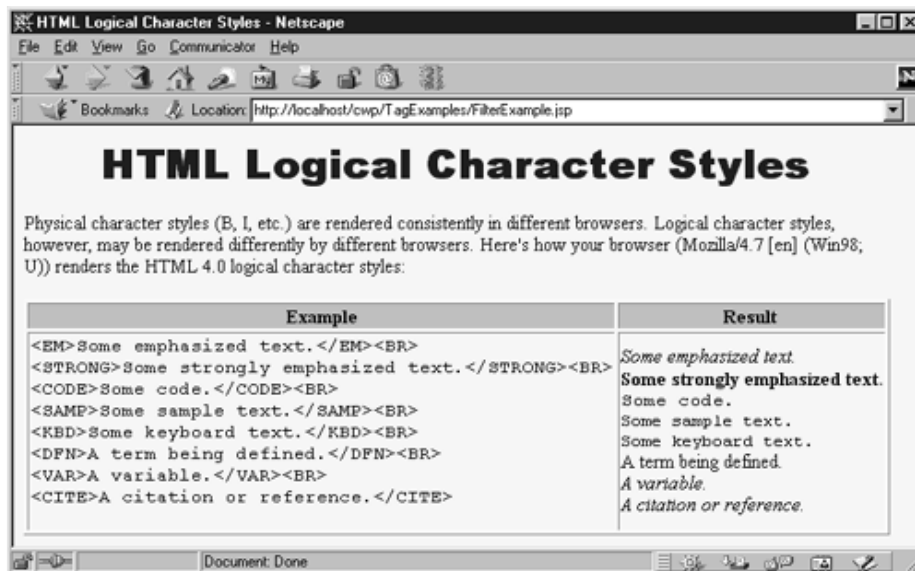 HTML Logical Character Styles - Netscape
File Edit View Go Communicator Help
My
Bookmarks Location: http://localhost/cwp/TagExamples/FilterExample.jsp
N
HTML Logical Character Styles
Physical character styles (B, I, etc.) are rendered consistently in different browsers. Logical character styles,
however, may be rendered differently by different browsers. Here's how your browser (Mozilla/4.7 [en] (Win98;
U)) renders the HTML 4.0 logical character styles:
Example
<EM>Some emphasized text.</EM><BR>
<STRONG>Some strongly emphasized text.</STRONG><BR>
<CODE>Some code.</CODE><BR>
<SAMP>Some sample text.</SAMP><BR>
<KBD>Some keyboard text.</KBD><BR>
<DFN>A term being defined.</DFN><BR>
<VAR>A variable.</VAR><BR>
<CITE>A citation or reference.</CITE>
Result
Some emphasized text.
Some strongly emphasized text.
Some code.
Some sample text.
Some keyboard text.
A term being defined.
A variable.
A citation or reference.
Document: Done